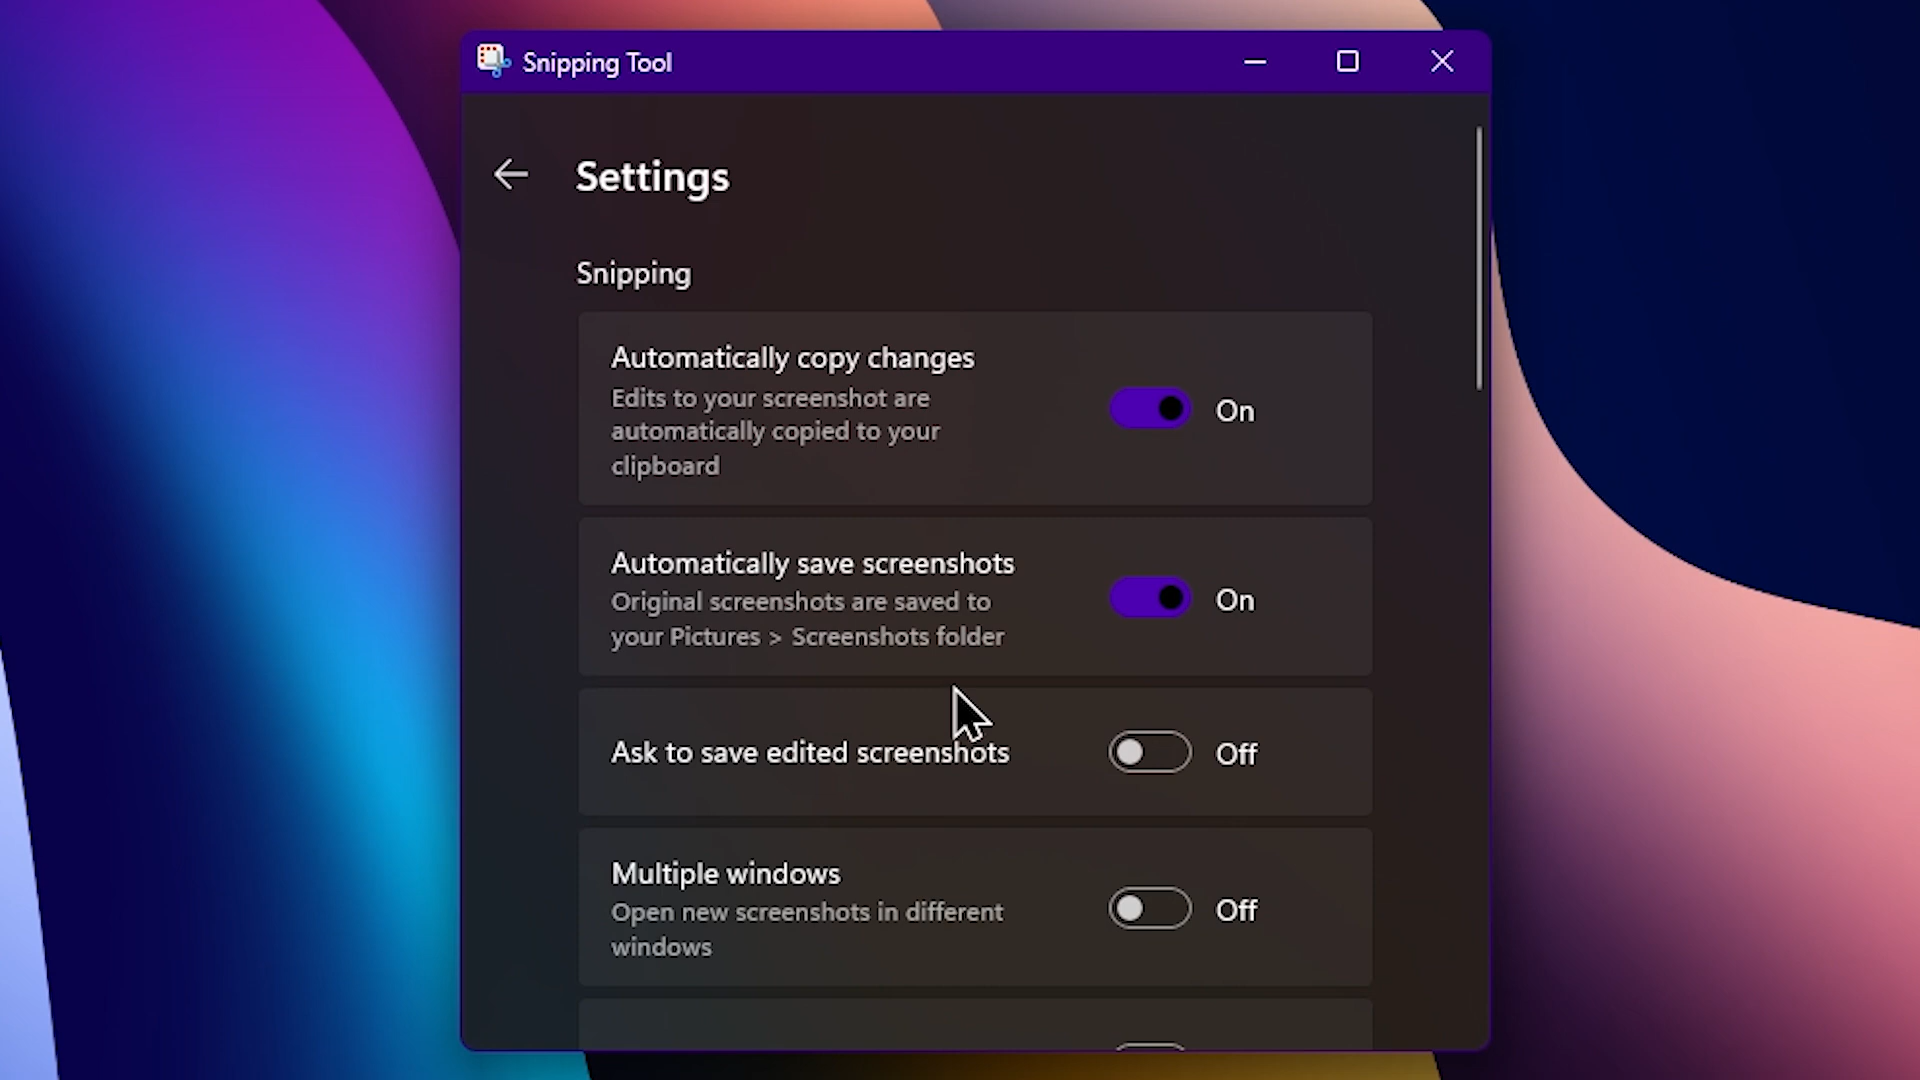 Snipping Tool
Settings
Snipping
Automatically copy changes
Edits to your screenshot are
automatically copied to your
clipboard
On
Automatically save screenshots
Original screenshots are saved to
your Pictures > Screenshots folder
On
Ask to save edited screenshots
Off
Multiple windows
Open new screenshots in different
windows
Off